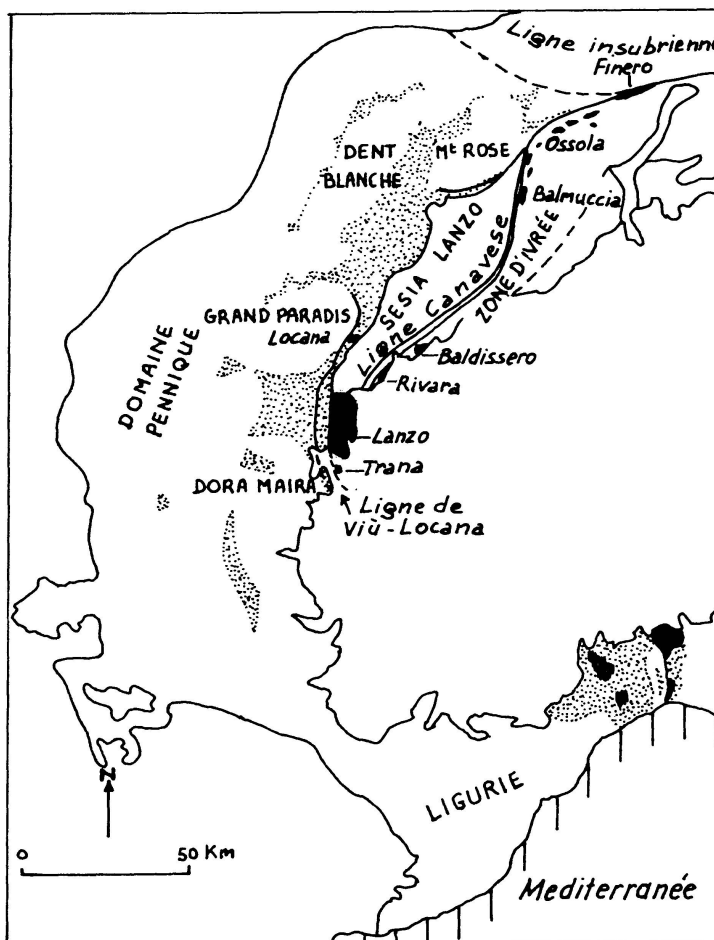 Ligne insubrienne
Finero
DENT
BLANCHE
Mt ROSE
Ossola
Balmuccia
SESIA LANZO
Ligne Canavese
ZONE D'IVRÉE
GRAND PARADIS
Locana
DOMAINE
PENNIQUE
Baldissero
Rivara
Lanzo
Trana
DORA MAIRA
Ligne de
Viù-Locana
N
0 50 Km
LIGURIE
Mediterranée